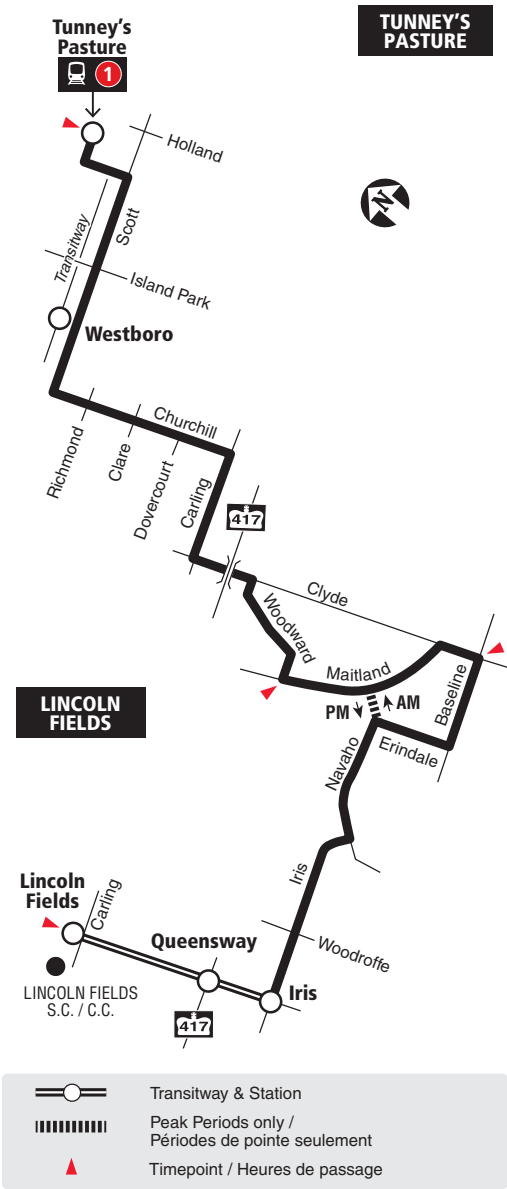 Tunney's
Pasture
1
TUNNEY'S
PASTURE
Holland
N
Scott
Transitway
Island Park
Westboro
Churchill
Richmond
Clare
Dovercourt
Carling
417
Clyde
Woodward
Maitland
Baseline
LINCOLN
FIELDS
PM
AM
Erindale
Navaho
Iris
Lincoln
Fields
Carling
Queensway
Woodroffe
LINCOLN FIELDS
S.C. / C.C.
Iris
417
Transitway & Station
Peak Periods only /
Périodes de pointe seulement
Timepoint / Heures de passage